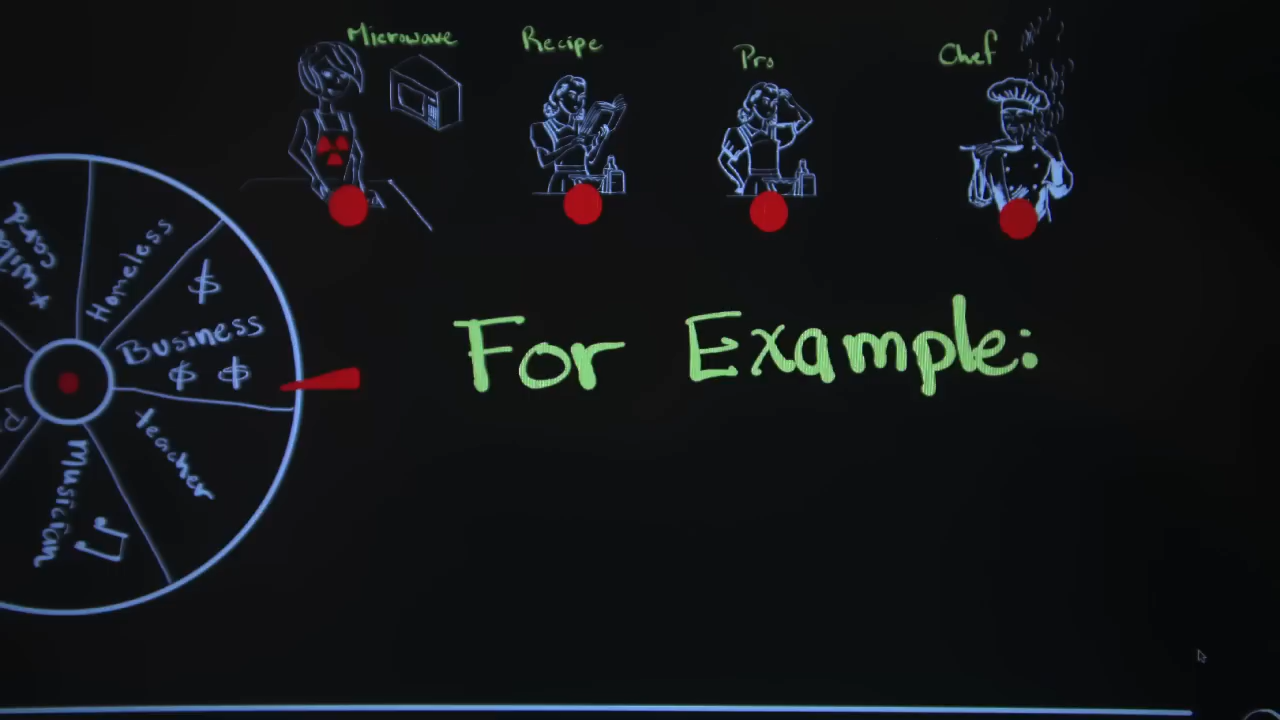 Microwave
Recipe
Pro
Chef
For Example:
Homeless
$
Business
$ $
teacher
Musician